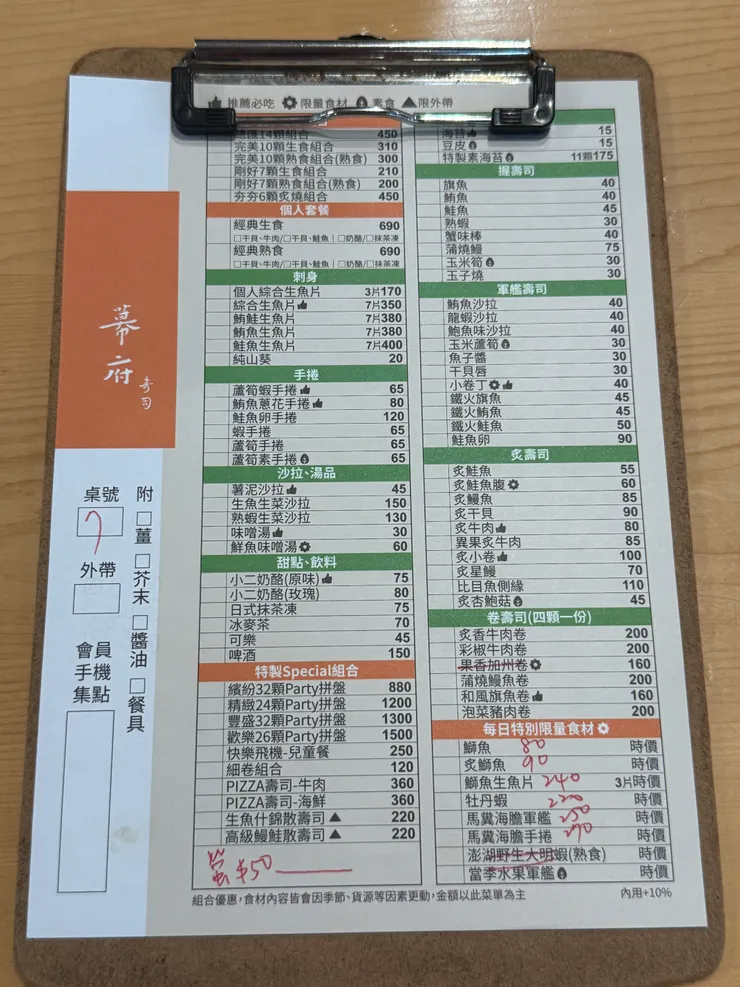 推薦必吃 限量食材 素食 ▲限外帶
14顆組合 450
完美10顆生食組合 310
完美10顆熟食組合(熟食) 300
剛好7顆生食組合 210
剛好7顆熟食組合(熟食) 200
夯夯6顆炙燒組合 450
個人套餐
經典生食 690
□干貝、牛肉/□干貝、鮭魚｜□奶酪/□抹茶凍
經典熟食 690
□干貝、牛肉/□干貝、鮭魚｜□奶酪/□抹茶凍
刺身
個人綜合生魚片 3片170
綜合生魚片 7片350
鮪鮭生魚片 7片380
鮪魚生魚片 7片380
鮭魚生魚片 7片400
純山葵 20
手捲
蘆筍蝦手捲 65
鮪魚蔥花手捲 80
鮭魚卵手捲 120
蝦手捲 65
蘆筍手捲 65
蘆筍素手捲 65
沙拉、湯品
薯泥沙拉 45
生魚生菜沙拉 150
熟蝦生菜沙拉 130
味噌湯 30
鮮魚味噌湯 60
甜點、飲料
小二奶酪(原味) 75
小二奶酪(玫瑰) 80
日式抹茶凍 75
冰麥茶 70
可樂 45
啤酒 150
特製Special組合
繽紛32顆Party拼盤 880
精緻24顆Party拼盤 1200
豐盛32顆Party拼盤 1300
歡樂26顆Party拼盤 1500
快樂飛機-兒童餐 250
細卷組合 120
PIZZA壽司-牛肉 360
PIZZA壽司-海鮮 360
生魚什錦散壽司▲ 220
高級鰻鮭散壽司▲ 220
$50
海苔 15
豆皮 15
特製素海苔 11顆175
握壽司
旗魚 40
鮪魚 40
鮭魚 45
熟蝦 30
蟹味棒 40
蒲燒鰻 75
玉米筍 30
玉子燒 30
軍艦壽司
鮪魚沙拉 40
龍蝦沙拉 40
鮑魚味沙拉 40
玉米蘆筍 30
魚子醬 30
干貝唇 30
小卷丁 40
鐵火旗魚 45
鐵火鮪魚 45
鐵火鮭魚 50
鮭魚卵 90
炙壽司
炙鮭魚 55
炙鮭魚腹 60
炙鰻魚 85
炙干貝 90
炙牛肉 80
異果炙牛肉 85
炙小卷 100
炙星鰻 70
比目魚側緣 110
炙杏鮑菇 45
卷壽司(四顆一份)
炙香牛肉卷 200
彩椒牛肉卷 200
果香加州卷 160
蒲燒鰻魚卷 200
和風旗魚卷 160
泡菜豬肉卷 200
每日特別限量食材
鰤魚 80 時價
炙鰤魚 90 時價
鰤魚生魚片 240 3片時價
牡丹蝦 220 時價
馬糞海膽軍艦 250 時價
馬糞海膽手捲 290 時價
澎湖野生大明蝦(熟食) 時價
當季水果軍艦 時價
組合優惠，食材內容皆會因季節、貨源等因素更動，金額以此菜單為主
內用+10%
幕府
壽司
桌號
7
外帶
會員手機集點
附 □薑 □芥末 □醬油 □餐具